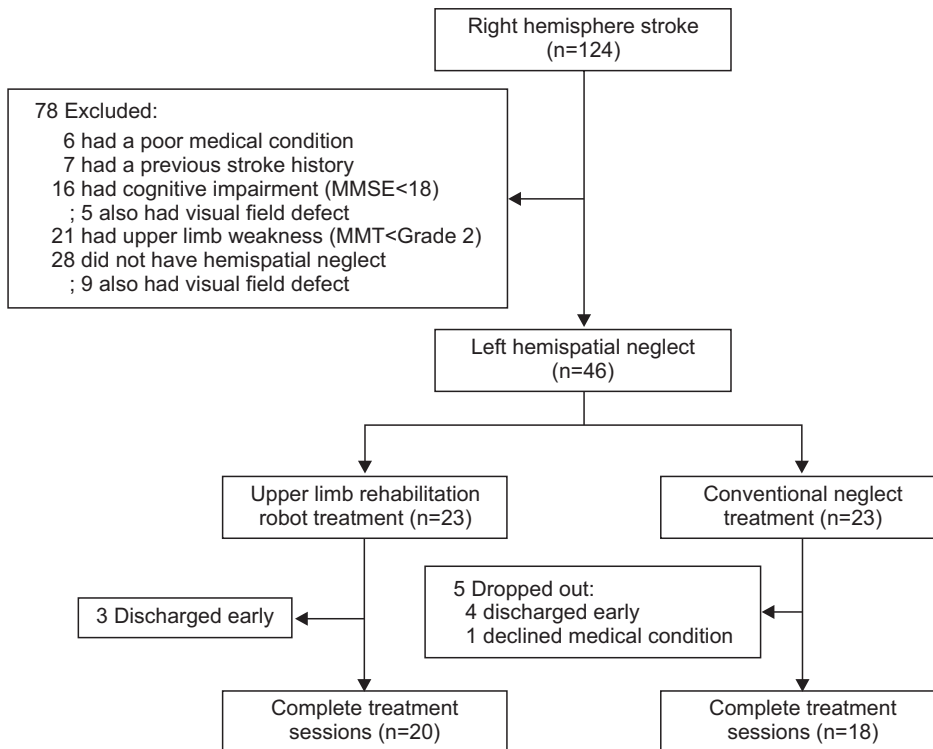 Right hemisphere stroke
(n=124)
78 Excluded:
6 had a poor medical condition
7 had a previous stroke history
16 had cognitive impairment (MMSE<18)
; 5 also had visual field defect
21 had upper limb weakness (MMT<Grade 2)
28 did not have hemispatial neglect
; 9 also had visual field defect
Left hemispatial neglect
(n=46)
Upper limb rehabilitation
robot treatment (n=23)
Conventional neglect
treatment (n=23)
3 Discharged early
5 Dropped out:
4 discharged early
1 declined medical condition
Complete treatment
sessions (n=20)
Complete treatment
sessions (n=18)